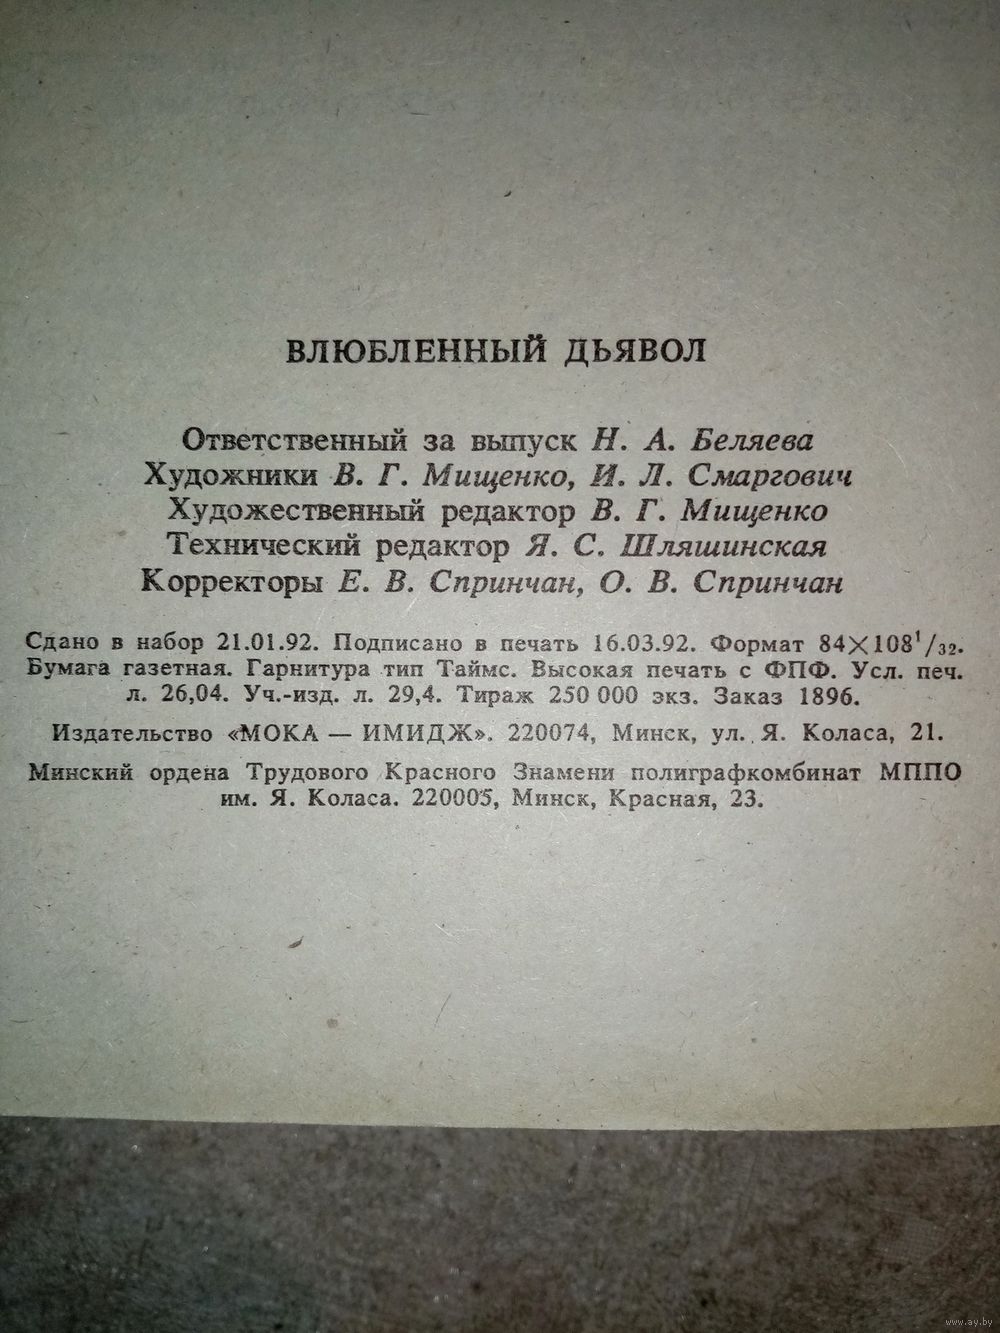 ВЛЮБЛЕННЫЙ ДЬЯВОЛ
Ответственный за выпуск Н. А. Беляева
Художники В. Г. Мищенко, И. Л. Смаргович
Художественный редактор В. Г. Мищенко
Технический редактор Я. С. Шляшинская
Корректоры Е. В. Спринчан, О. В. Спринчан
Сдано в набор 21.01.92. Подписано в печать 16.03.92. Формат 84×108¹/₃₂.
Бумага газетная. Гарнитура тип Таймс. Высокая печать с ФПФ. Усл. печ.
л. 26,04. Уч.-изд. л. 29,4. Тираж 250 000 экз. Заказ 1896.
Издательство «МОКА — ИМИДЖ». 220074, Минск, ул. Я. Коласа, 21.
Минский ордена Трудового Красного Знамени полиграфкомбинат МППО
им. Я. Коласа. 220005, Минск, Красная, 23.
www.ay.by